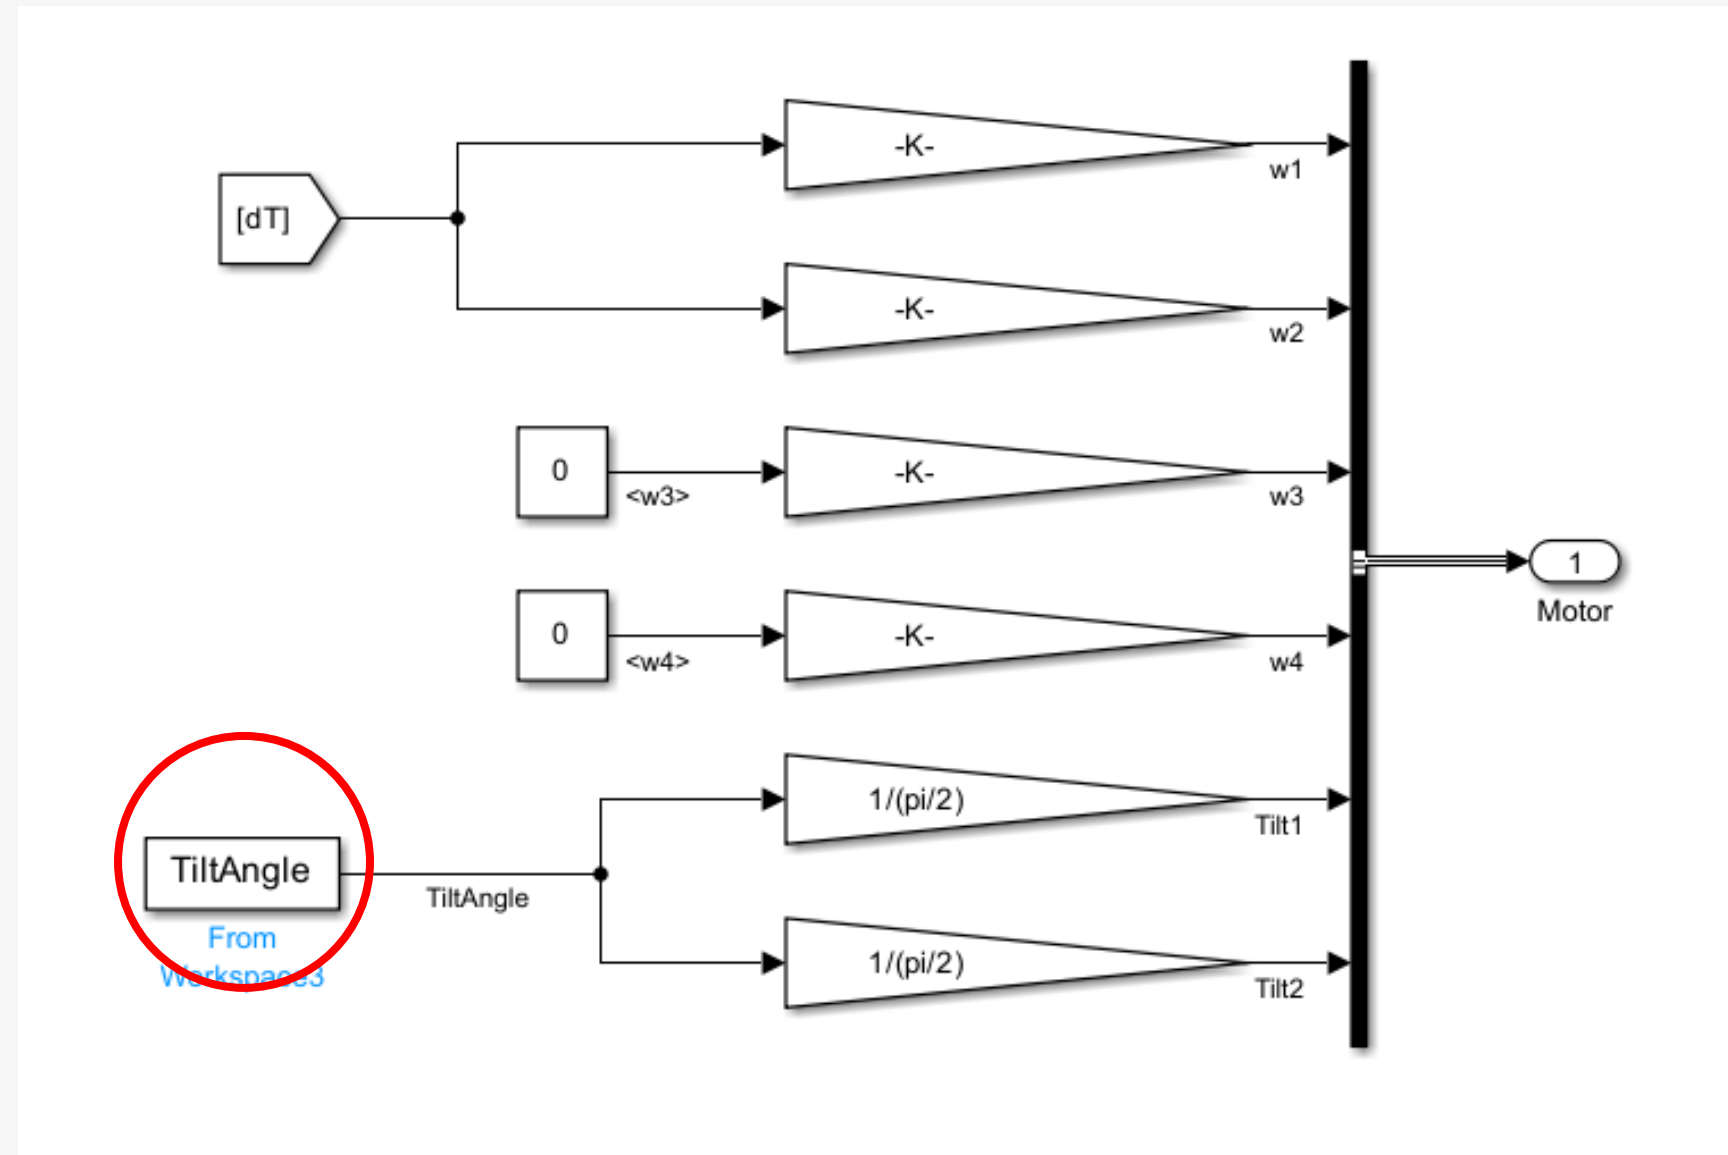 -K-
w1
[dT]
-K-
w2
0
<w3>
-K-
w3
1
Motor
0
<w4>
-K-
w4
1/(pi/2)
Tilt1
TiltAngle
TiltAngle
From
Workspace3
1/(pi/2)
Tilt2